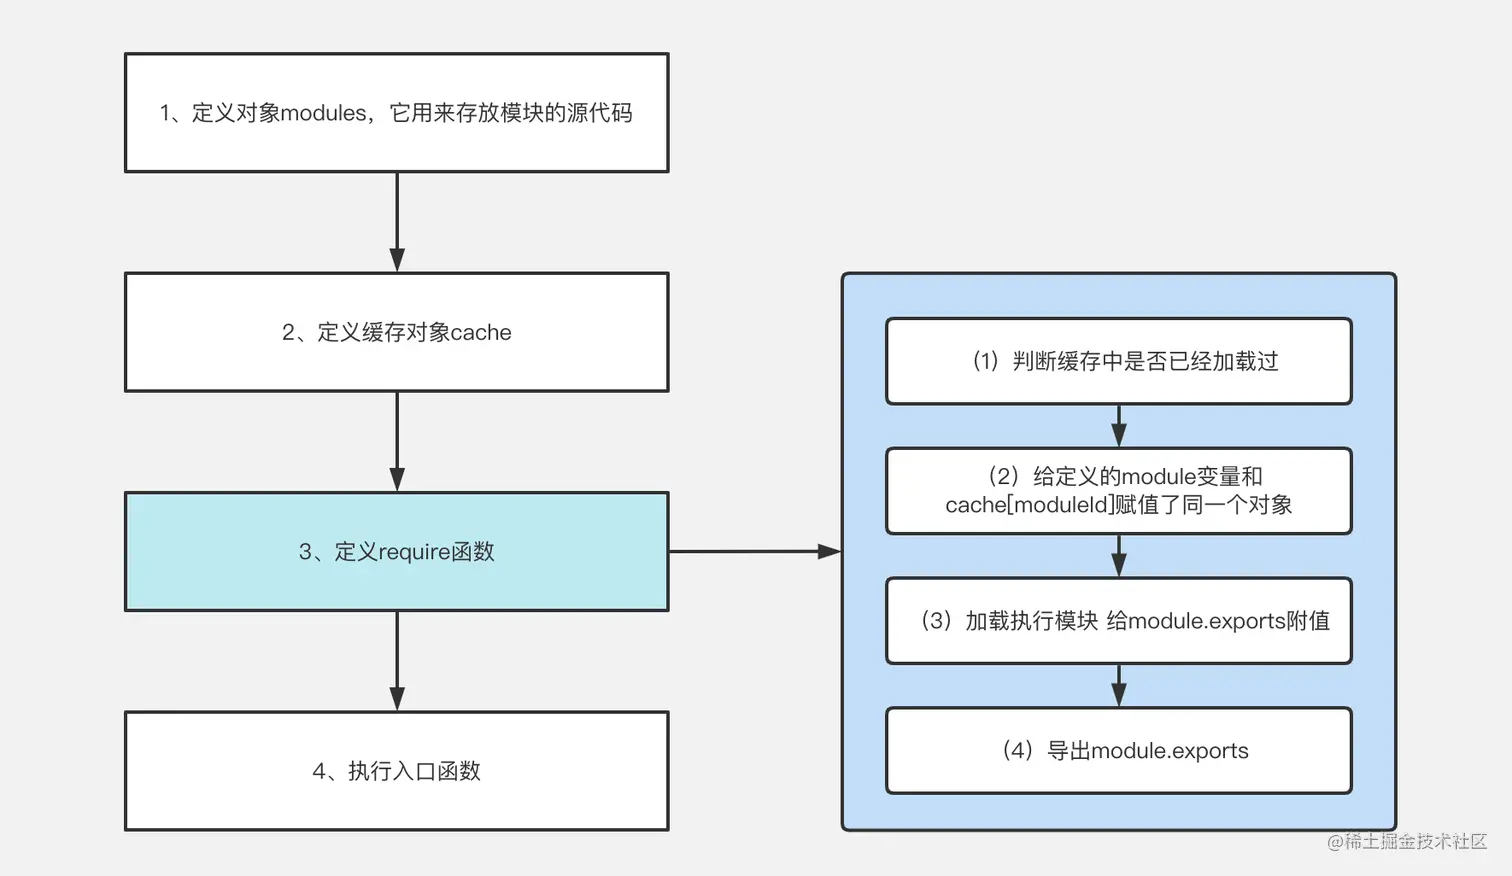 1、定义对象modules，它用来存放模块的源代码
2、定义缓存对象cache
3、定义require函数
4、执行入口函数
（1）判断缓存中是否已经加载过
（2）给定义的module变量和
cache[moduleId]赋值了同一个对象
（3）加载执行模块 给module.exports附值
（4）导出module.exports
@稀土掘金技术社区